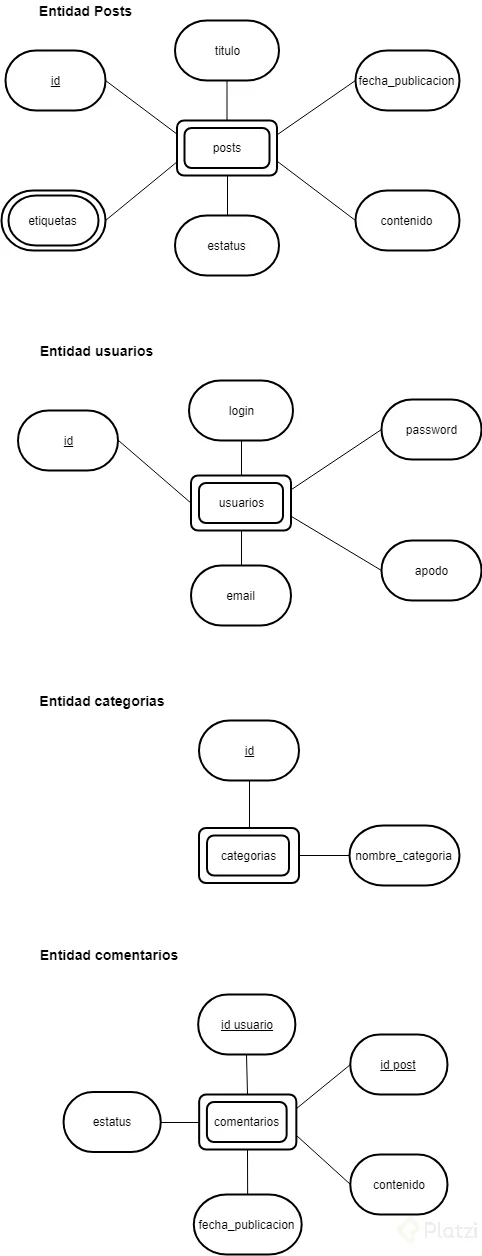 Entidad Posts
titulo
id
fecha_publicacion
posts
etiquetas
contenido
estatus
Entidad usuarios
login
password
id
usuarios
apodo
email
Entidad categorias
id
categorias
nombre_categoria
Entidad comentarios
id usuario
id post
estatus
comentarios
contenido
fecha_publicacion
Platzi